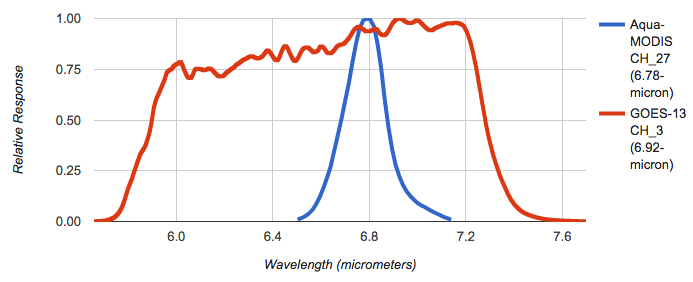 1.00
0.75
0.50
0.25
0.00
Relative Response
6.0 6.4 6.8 7.2 7.6
Wavelength (micrometers)
Aqua-
MODIS
CH_27
(6.78-
micron)
GOES-13
CH_3
(6.92-
micron)